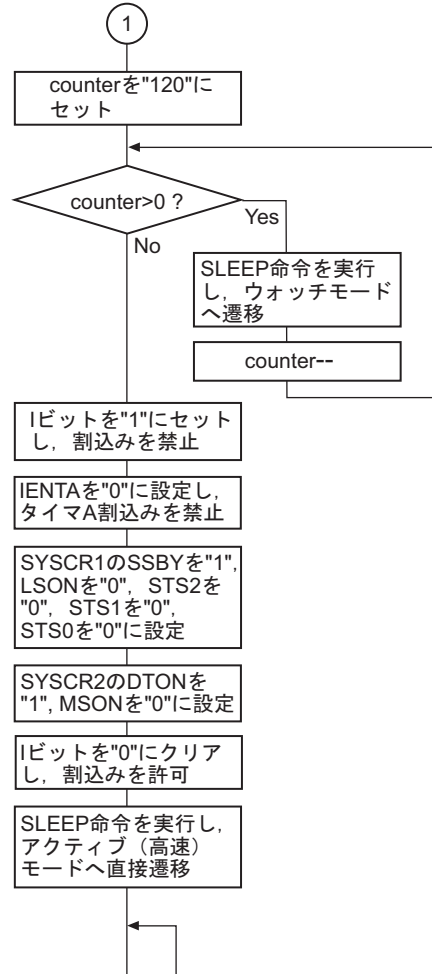 1
counterを"120"に
セット
counter>0 ?
Yes
No
SLEEP命令を実行
し，ウォッチモード
へ遷移
counter--
Iビットを"1"にセット
し，割込みを禁止
IENTAを"0"に設定し，
タイマA割込みを禁止
SYSCR1のSSBYを"1"，
LSONを"0"，STS2を
"0"，STS1を"0"，
STS0を"0"に設定
SYSCR2のDTONを
"1", MSONを"0"に設定
Iビットを"0"にクリア
し，割込みを許可
SLEEP命令を実行し，
アクティブ（高速）
モードへ直接遷移